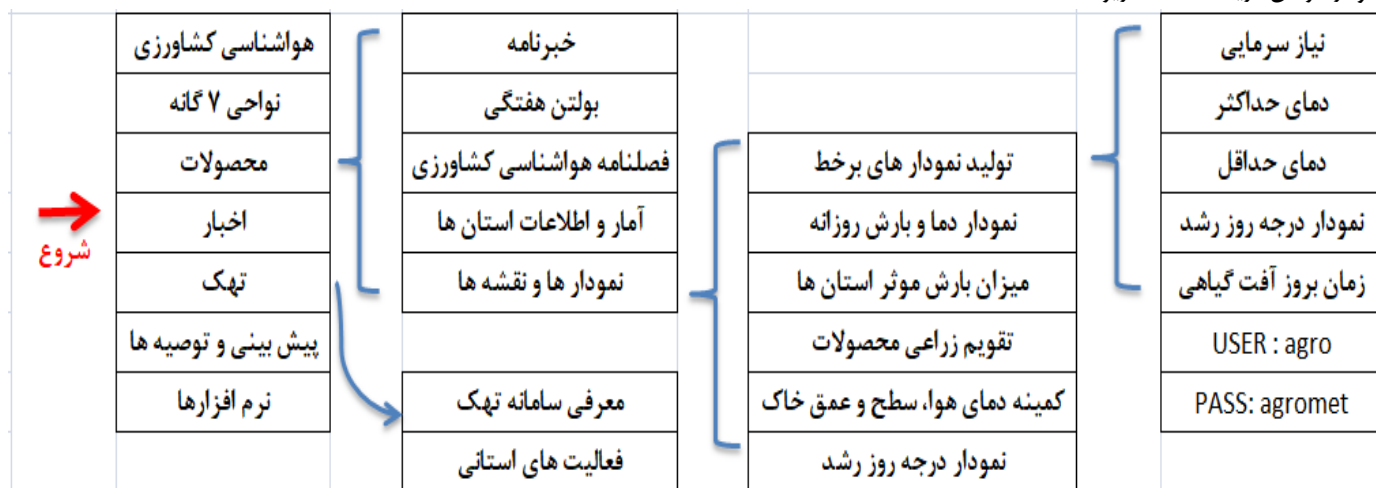 شروع
هواشناسی کشاورزی
نواحی ۷ گانه
محصولات
اخبار
تهک
پیش بینی و توصیه ها
نرم افزارها
خبرنامه
بولتن هفتگی
فصلنامه هواشناسی کشاورزی
آمار و اطلاعات استان ها
نمودار ها و نقشه ها
معرفی سامانه تهک
فعالیت های استانی
تولید نمودار های برخط
نمودار دما و بارش روزانه
میزان بارش موثر استان ها
تقویم زراعی محصولات
کمینه دمای هوا، سطح و عمق خاک
نمودار درجه روز رشد
نیاز سرمایی
دمای حداکثر
دمای حداقل
نمودار درجه روز رشد
زمان بروز آفت گیاهی
USER : agro
PASS: agromet